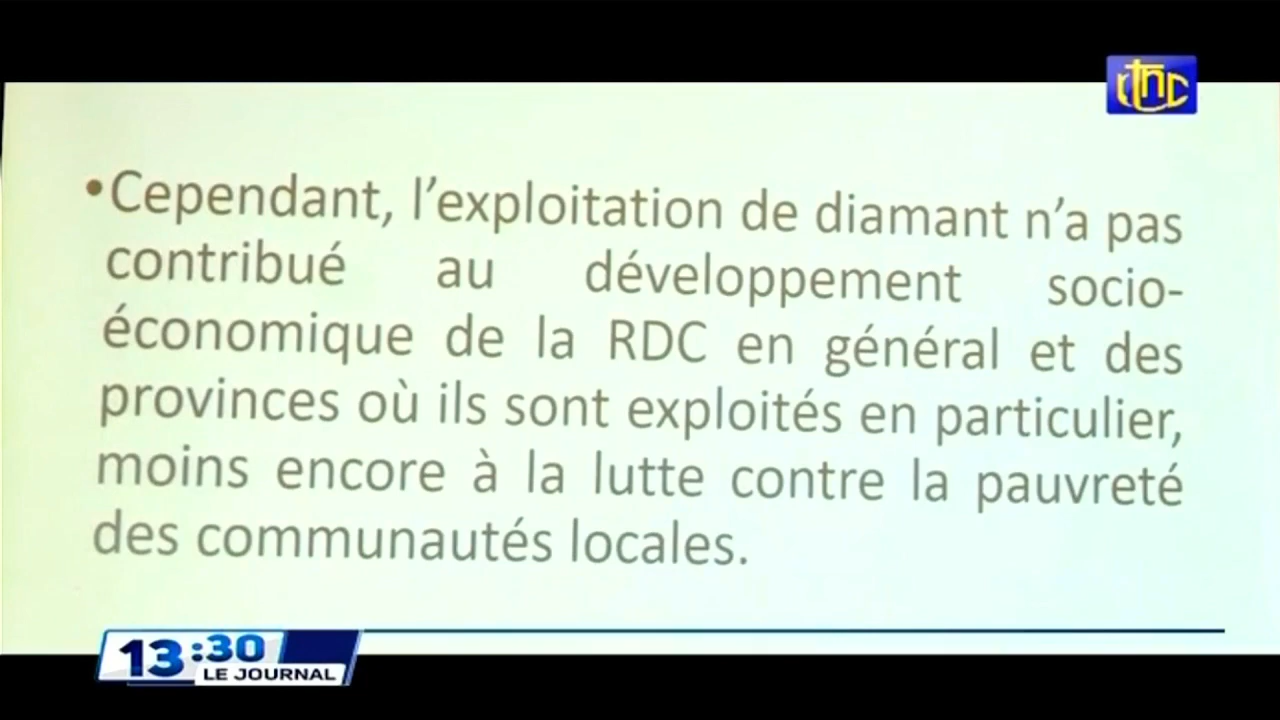 rtnc
•Cependant, l’exploitation de diamant n’a pas
contribué au développement socio-
économique de la RDC en général et des
provinces où ils sont exploités en particulier,
moins encore à la lutte contre la pauvreté
des communautés locales.
13:30
LE JOURNAL